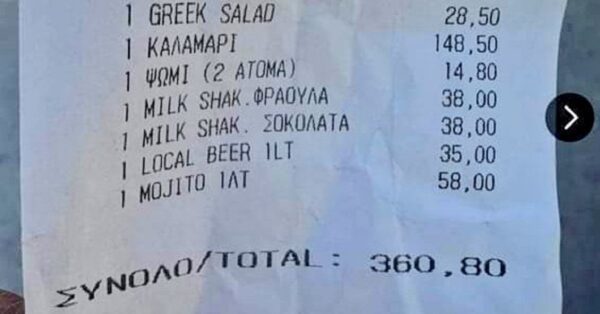 1 GREEK SALAD 28,50
1 ΚΑΛΑΜΑΡΙ 148,50
1 ΨΩΜΙ (2 ΑΤΟΜΑ) 14,80
1 MILK SHAK.ΦΡΑΟΥΛΑ 38,00
1 MILK SHAK. ΣΟΚΟΛΑΤΑ 38,00
1 LOCAL BEER 1LT 35,00
1 MOJITO 1ΛΤ 58,00
ΣΥΝΟΛΟ/TOTAL: 360,80